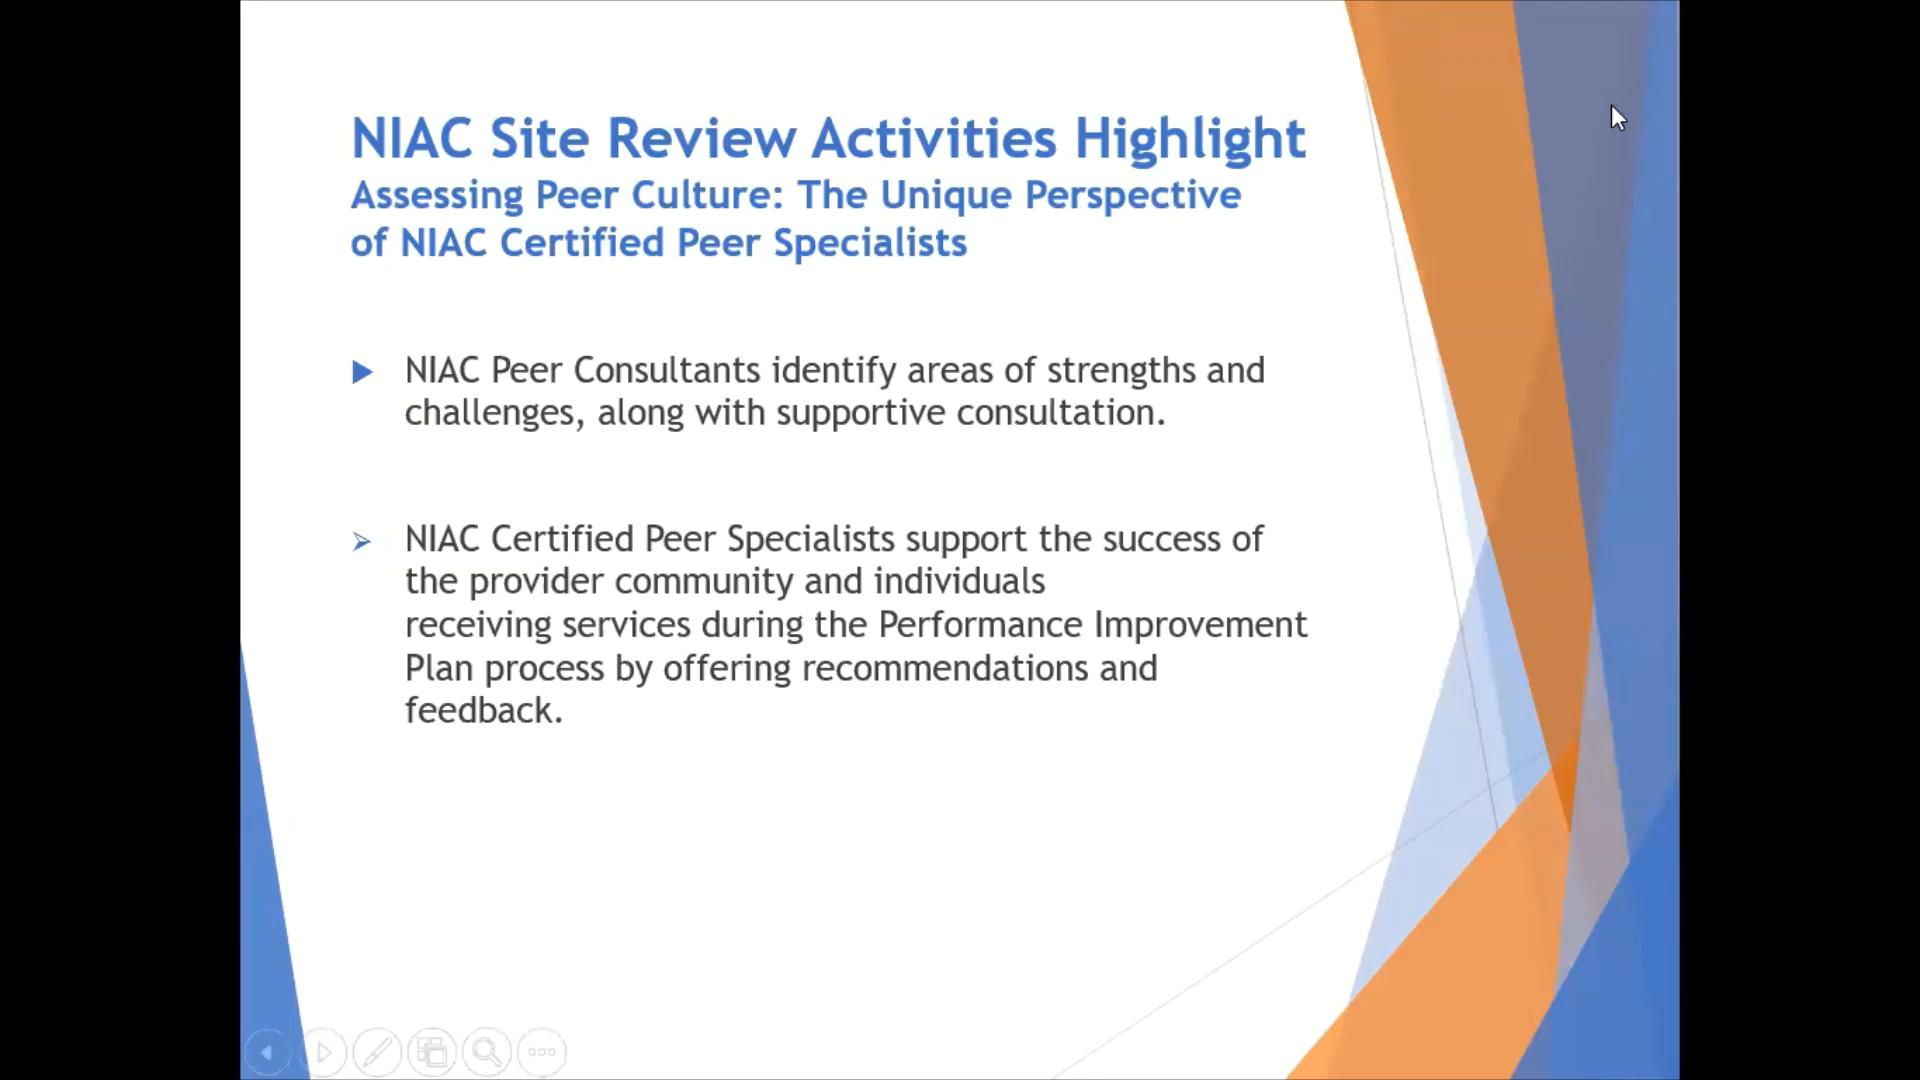 NIAC Site Review Activities Highlight
Assessing Peer Culture: The Unique Perspective
of NIAC Certified Peer Specialists
NIAC Peer Consultants identify areas of strengths and
challenges, along with supportive consultation.
NIAC Certified Peer Specialists support the success of
the provider community and individuals
receiving services during the Performance Improvement
Plan process by offering recommendations and
feedback.